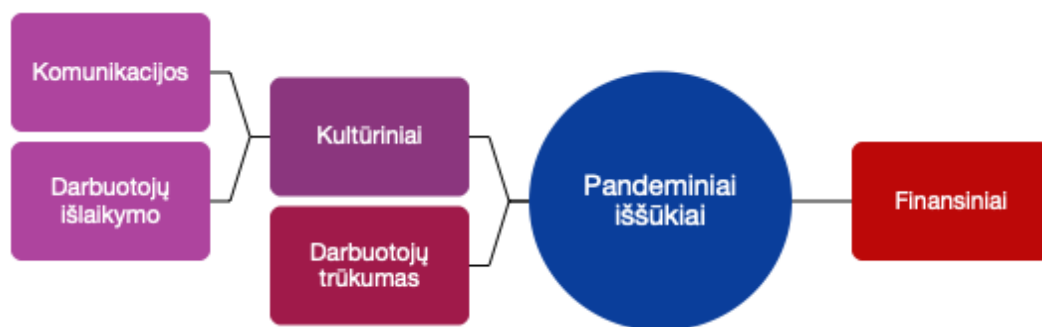 Komunikacijos
Darbuotojų
išlaikymo
Kultūriniai
Darbuotojų
trūkumas
Pandeminiai
iššūkiai
Finansiniai